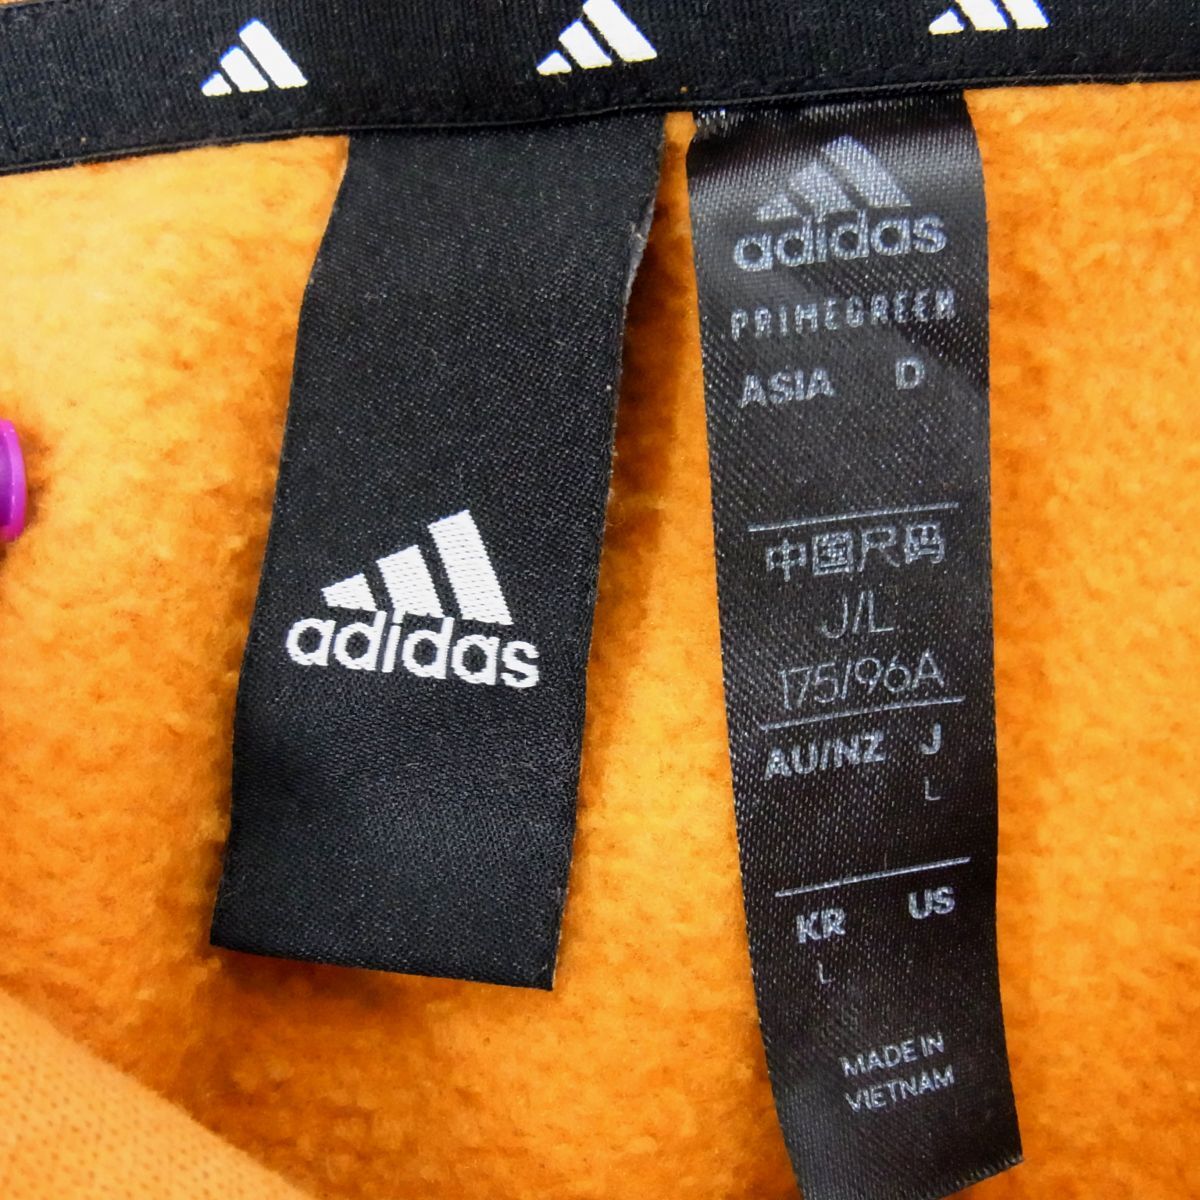 adidas
adidas
PRIMEGREEN
ASIA D
中国尺码
J/L
175/96A
AU/NZ J
L
KR US
L
MADE IN
VIETNAM